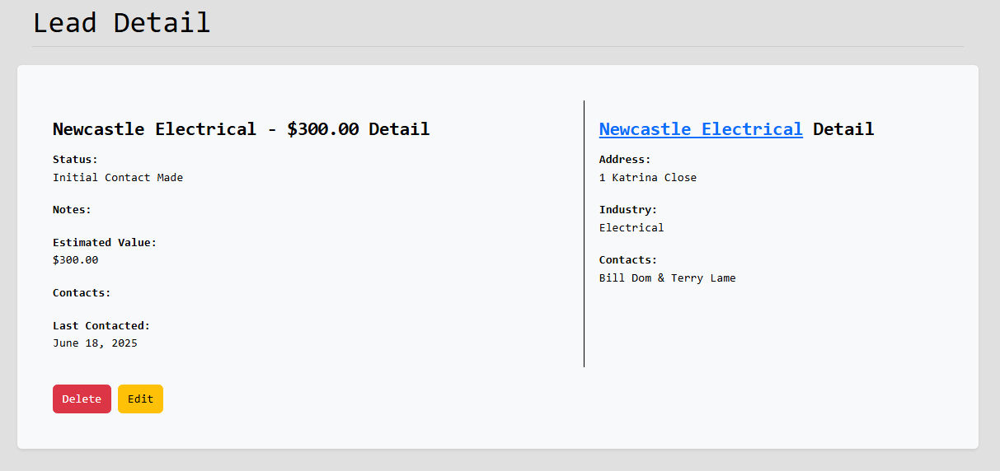 Lead Detail
Newcastle Electrical - $300.00 Detail
Status:
Initial Contact Made
Notes:
Estimated Value:
$300.00
Contacts:
Last Contacted:
June 18, 2025
Delete Edit
Newcastle Electrical Detail
Address:
1 Katrina Close
Industry:
Electrical
Contacts:
Bill Dom & Terry Lame